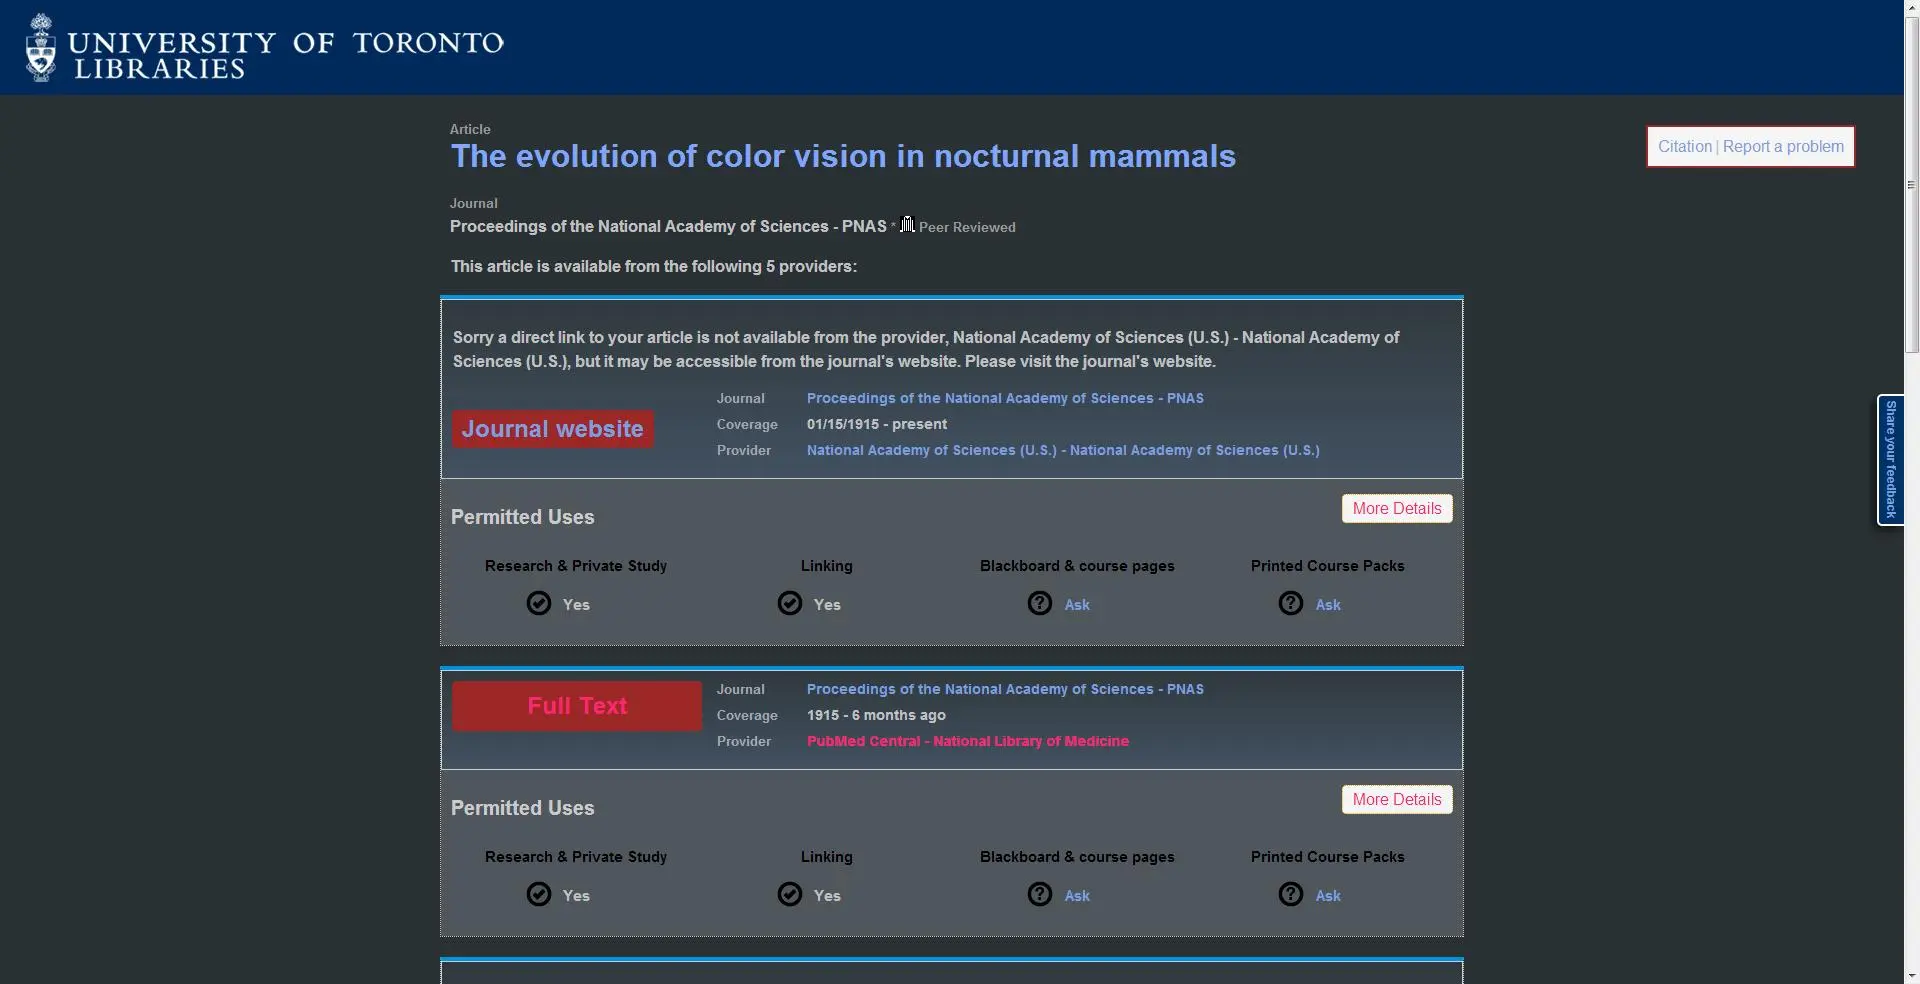 UNIVERSITY OF TORONTO
LIBRARIES
Article
The evolution of color vision in nocturnal mammals
Citation | Report a problem
Journal
Proceedings of the National Academy of Sciences - PNAS * Peer Reviewed
This article is available from the following 5 providers:
Sorry a direct link to your article is not available from the provider, National Academy of Sciences (U.S.) - National Academy of
Sciences (U.S.), but it may be accessible from the journal's website. Please visit the journal's website.
Journal website
Journal Proceedings of the National Academy of Sciences - PNAS
Coverage 01/15/1915 - present
Provider National Academy of Sciences (U.S.) - National Academy of Sciences (U.S.)
Share your feedback
Permitted Uses
More Details
Research & Private Study Linking Blackboard & course pages Printed Course Packs
Yes Yes Ask Ask
Full Text
Journal Proceedings of the National Academy of Sciences - PNAS
Coverage 1915 - 6 months ago
Provider PubMed Central - National Library of Medicine
Permitted Uses
More Details
Research & Private Study Linking Blackboard & course pages Printed Course Packs
Yes Yes Ask Ask